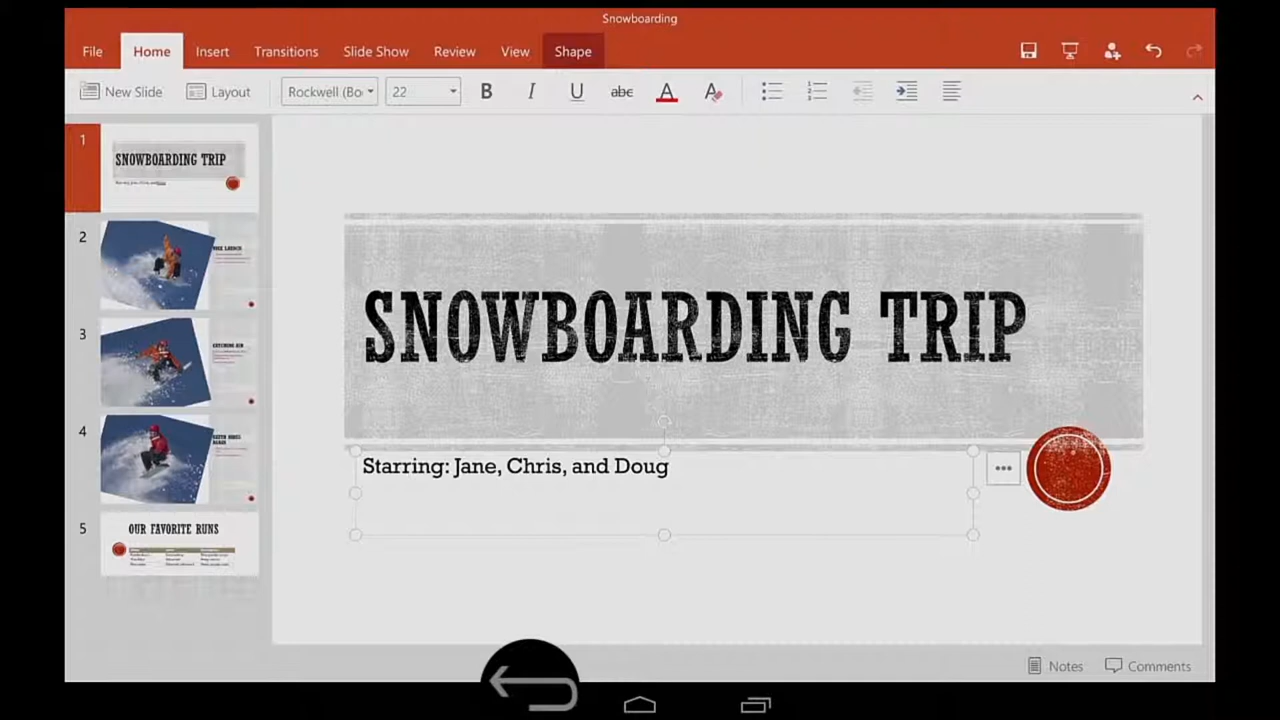 Snowboarding
File Home Insert Transitions Slide Show Review View Shape
New Slide Layout Rockwell (Bo 22 B I U abc A A
1
SNOWBOARDING TRIP
2
3
4
5
OUR FAVORITE RUNS
SNOWBOARDING TRIP
Starring: Jane, Chris, and Doug
Notes Comments